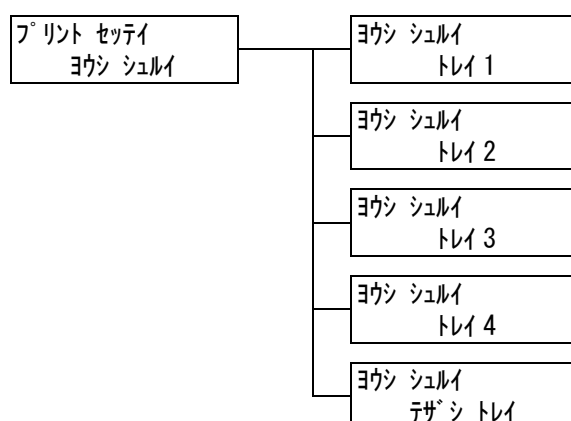 プリント セッテイ
ヨウシ シュルイ
ヨウシ シュルイ
トレイ 1
ヨウシ シュルイ
トレイ 2
ヨウシ シュルイ
トレイ 3
ヨウシ シュルイ
トレイ 4
ヨウシ シュルイ
テザシ トレイ